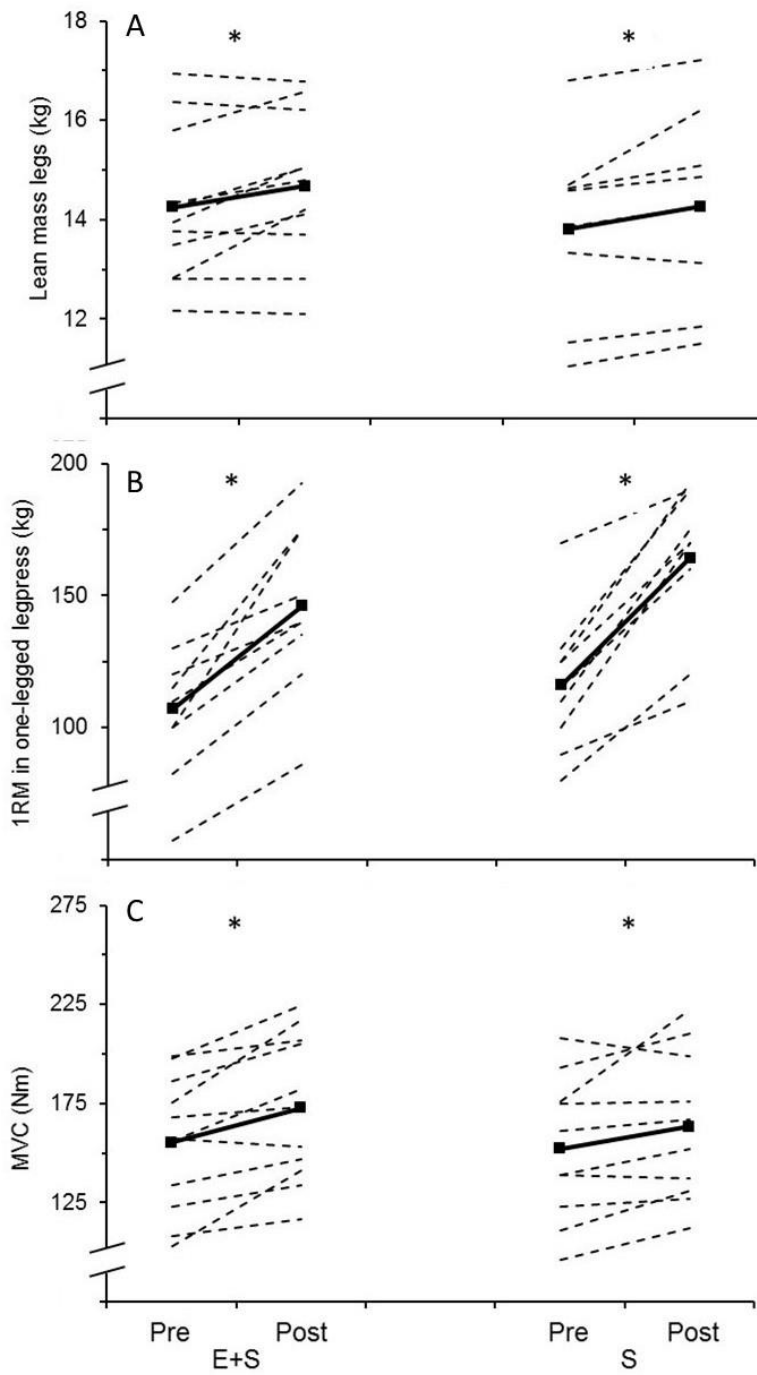 A
*
*
18
16
14
12
Lean mass legs (kg)
B
*
*
200
150
100
1RM in one-legged legpress (kg)
C
*
*
275
225
175
125
MVC (Nm)
Pre Post Pre Post
E+S S